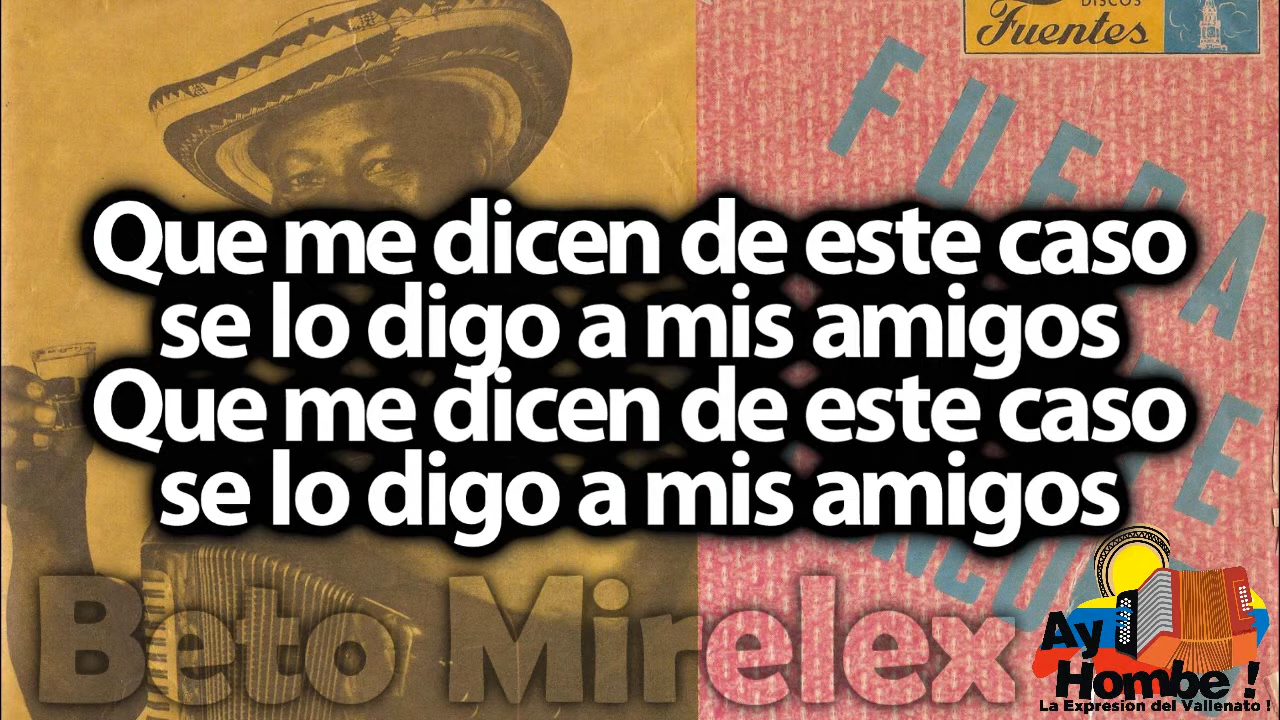 DISCOS
Fuentes
FUERA
Que me dicen de este caso
se lo digo a mis amigos
Que me dicen de este caso
se lo digo a mis amigos
Beto Mirelex
Ay
Hombe !
La Expresion del Vallenato !